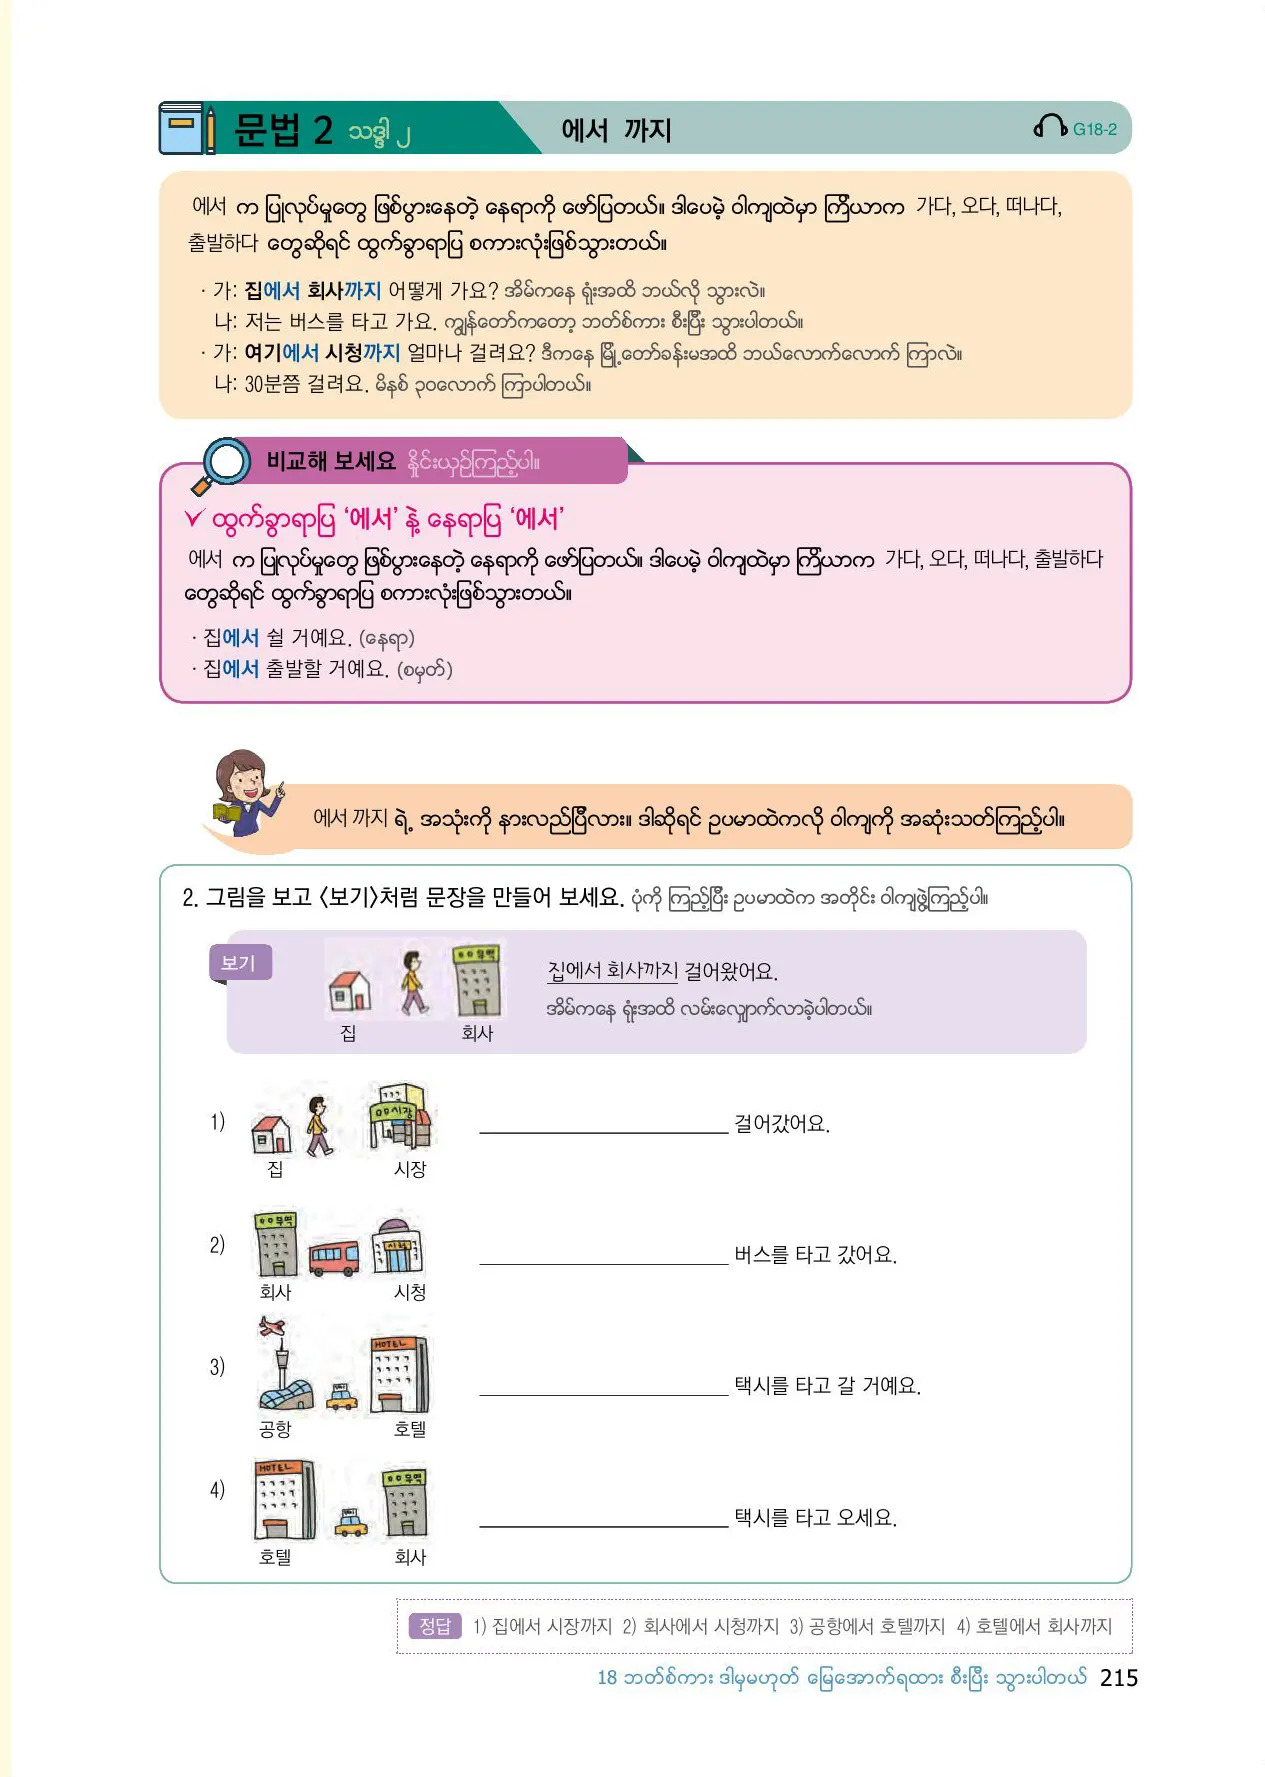 문법 2 သဒ္ဒါ ၂ 에서 까지 G18-2
에서 က ပြုလုပ်မှုတွေ ဖြစ်ပွားနေတဲ့ နေရာကို ဖော်ပြတယ်။ ဒါပေမဲ့ ဝါကျထဲမှာ ကြိယာက 가다, 오다, 떠나다,
출발하다 တွေဆိုရင် ထွက်ခွာရာပြ စကားလုံးဖြစ်သွားတယ်။
· 가: 집에서 회사까지 어떻게 가요? အိမ်ကနေ ရုံးအထိ ဘယ်လို သွားလဲ။
나: 저는 버스를 타고 가요. ကျွန်တော်ကတော့ ဘတ်စ်ကား စီးပြီး သွားပါတယ်။
· 가: 여기에서 시청까지 얼마나 걸려요? ဒီကနေ မြို့တော်ခန်းမအထိ ဘယ်လောက်လောက် ကြာလဲ။
나: 30분쯤 걸려요. မိနစ် ၃၀လောက် ကြာပါတယ်။
비교해 보세요 နှိုင်းယှဉ်ကြည့်ပါ။
ထွက်ခွာရာပြ ‘에서’ နဲ့ နေရာပြ ‘에서’
에서 က ပြုလုပ်မှုတွေ ဖြစ်ပွားနေတဲ့ နေရာကို ဖော်ပြတယ်။ ဒါပေမဲ့ ဝါကျထဲမှာ ကြိယာက 가다, 오다, 떠나다, 출발하다
တွေဆိုရင် ထွက်ခွာရာပြ စကားလုံးဖြစ်သွားတယ်။
· 집에서 쉴 거예요. (နေရာ)
· 집에서 출발할 거예요. (စမှတ်)
에서 까지 ရဲ့ အသုံးကို နားလည်ပြီလား။ ဒါဆိုရင် ဥပမာထဲကလို ဝါကျကို အဆုံးသတ်ကြည့်ပါ။
2. 그림을 보고 〈보기〉처럼 문장을 만들어 보세요. ပုံကို ကြည့်ပြီး ဥပမာထဲက အတိုင်း ဝါကျဖွဲ့ကြည့်ပါ။
보기
ㅇㅇ무역
집에서 회사까지 걸어왔어요.
အိမ်ကနေ ရုံးအထိ လမ်းလျှောက်လာခဲ့ပါတယ်။
집 회사
1) ㅇㅇ시장 걸어갔어요.
집 시장
2) ㅇㅇ무역 시청 버스를 타고 갔어요.
회사 시청
3) HOTEL TAXI 택시를 타고 갈 거예요.
공항 호텔
4) HOTEL TAXI ㅇㅇ무역 택시를 타고 오세요.
호텔 회사
정답 1) 집에서 시장까지 2) 회사에서 시청까지 3) 공항에서 호텔까지 4) 호텔에서 회사까지
18 ဘတ်စ်ကား ဒါမှမဟုတ် မြေအောက်ရထား စီးပြီး သွားပါတယ် 215